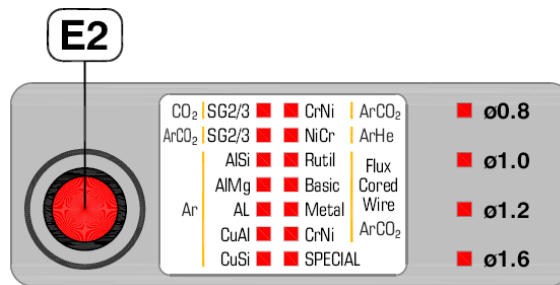 E2
CO₂ SG2/3 CrNi ArCO₂ ø0.8
ArCO₂ SG2/3 NiCr ArHe
AlSi Rutil Flux ø1.0
AlMg Basic Cored
Ar AL Metal Wire ø1.2
CuAl CrNi ArCO₂
CuSi SPECIAL ø1.6